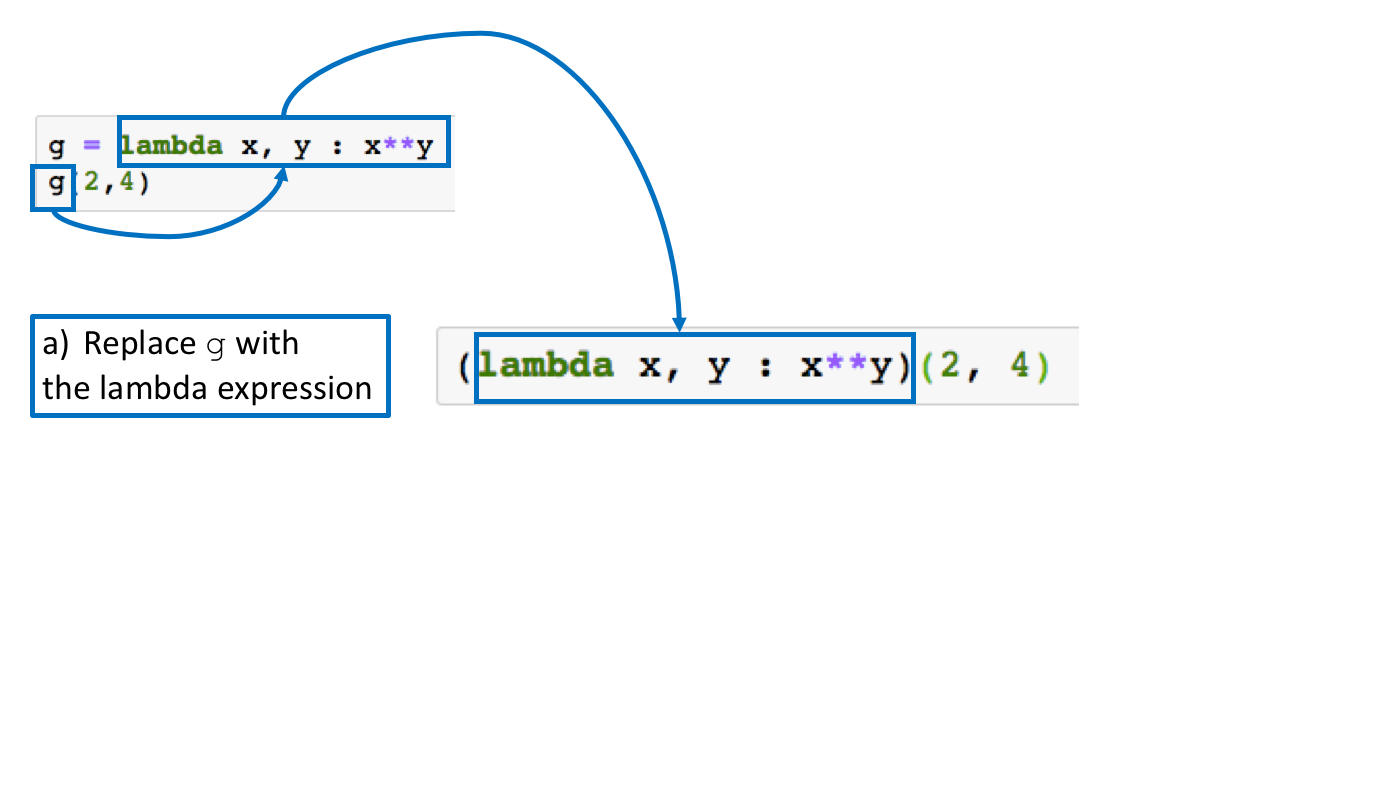 g = lambda x, y : x**y
g(2,4)
a) Replace g with
the lambda expression
(lambda x, y : x**y)(2, 4)